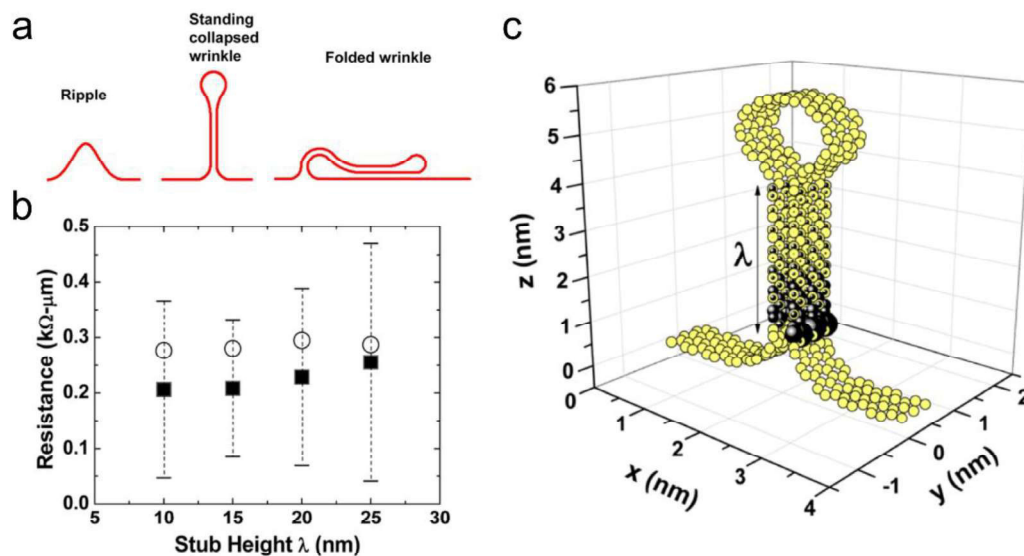 a
Ripple
Standing
collapsed
wrinkle
Folded wrinkle
b
Resistance (kΩ-μm)
0.5
0.4
0.3
0.2
0.1
0.0
5
10
15
20
25
30
Stub Height λ (nm)
c
z (nm)
6
5
4
3
2
1
0
λ
0
1
2
3
4
x (nm)
-1
0
1
2
y (nm)